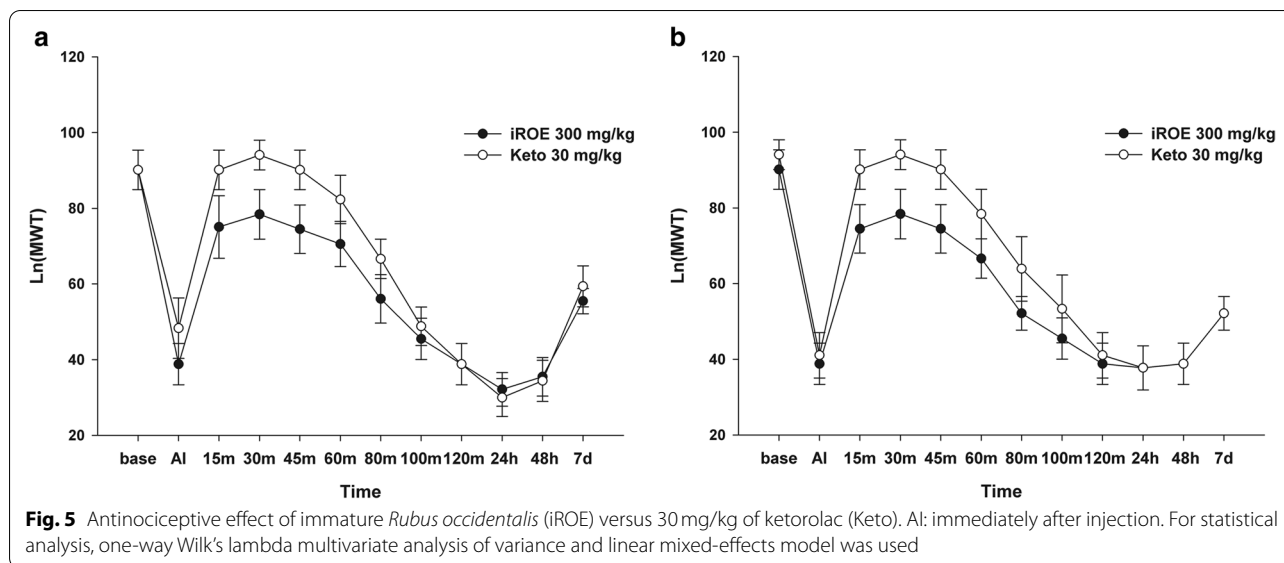 a
120
100
80
60
40
20
Ln(MWT)
iROE 300 mg/kg
Keto 30 mg/kg
base AI 15m 30m 45m 60m 80m 100m 120m 24h 48h 7d
Time
b
120
100
80
60
40
20
Ln(MWT)
iROE 300 mg/kg
Keto 30 mg/kg
base AI 15m 30m 45m 60m 80m 100m 120m 24h 48h 7d
Time
Fig. 5 Antinociceptive effect of immature Rubus occidentalis (iROE) versus 30 mg/kg of ketorolac (Keto). AI: immediately after injection. For statistical
analysis, one-way Wilk's lambda multivariate analysis of variance and linear mixed-effects model was used